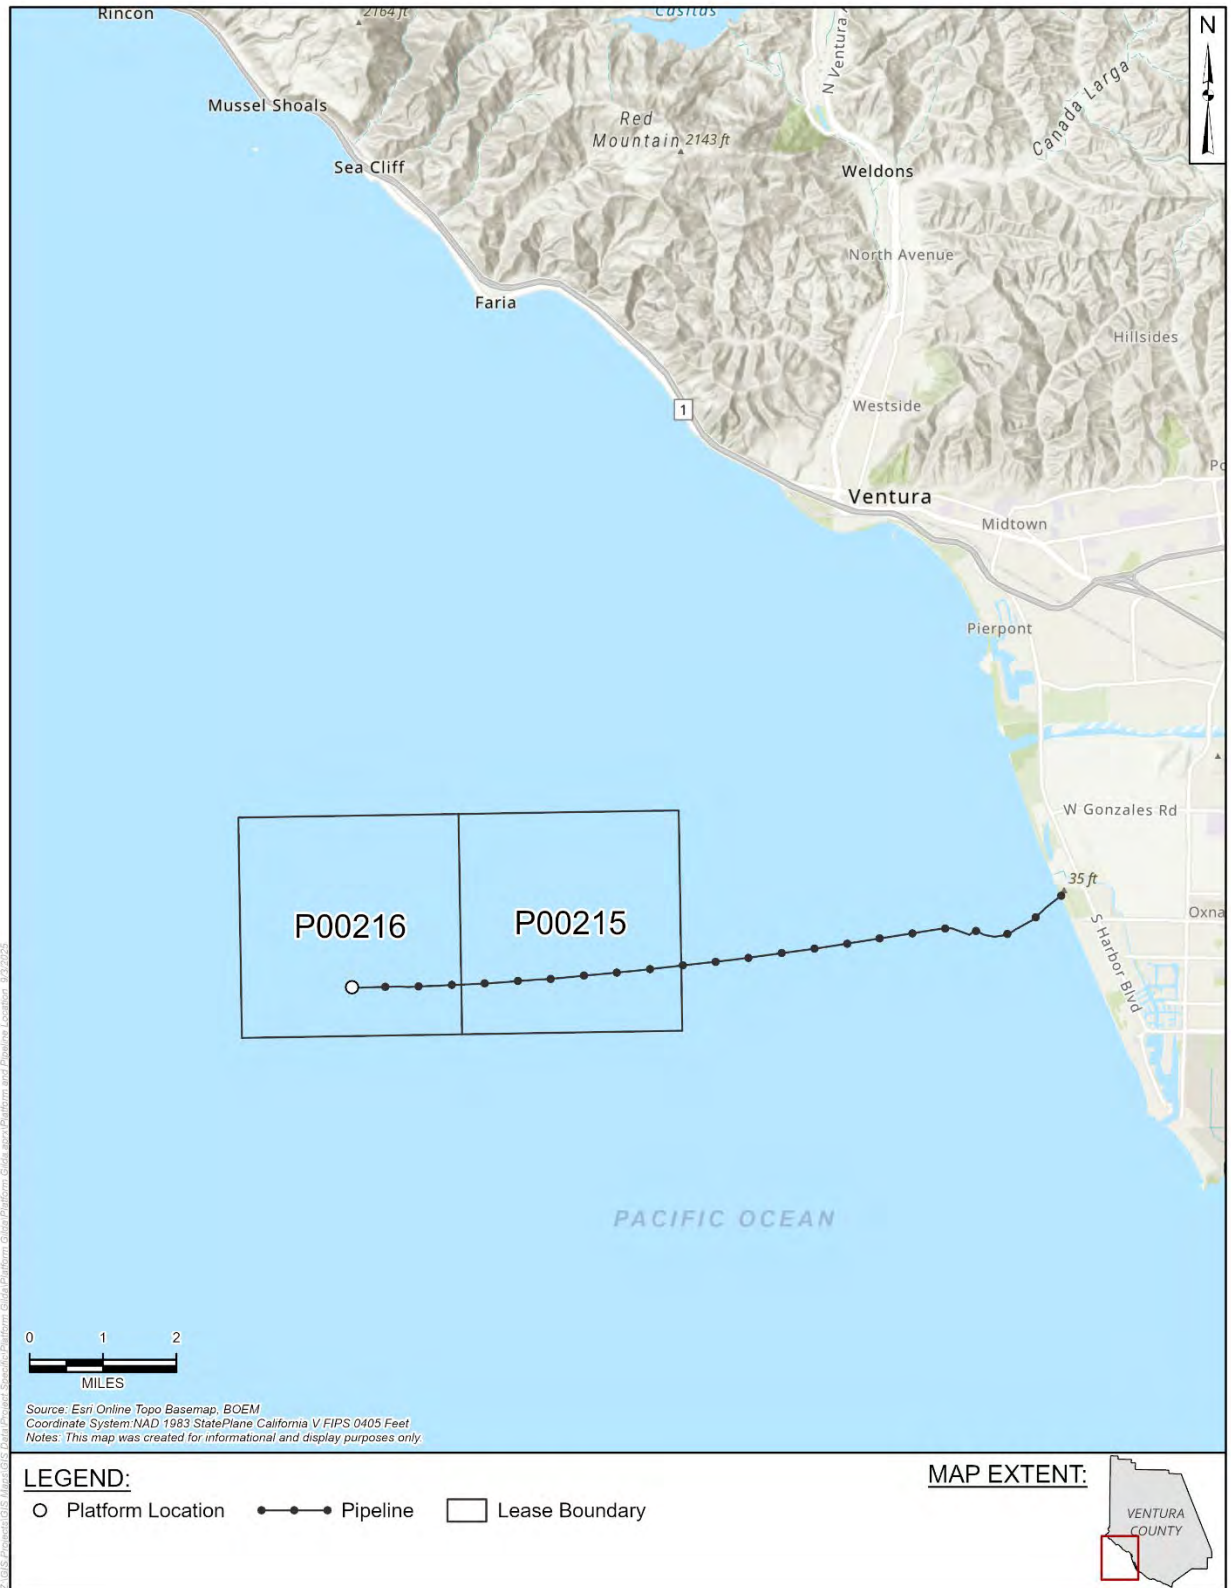 Rincon
2164 ft
Casitas
N
N Ventura
Canada Larga
Mussel Shoals
Red
Mountain 2143 ft
Sea Cliff
Weldons
North Avenue
Faria
Hillsides
1
Westside
Ventura
Midtown
Pierpont
W Gonzales Rd
35 ft
P00216
P00215
Oxna
S Harbor Blvd
PACIFIC OCEAN
0 1 2
MILES
Source: Esri Online Topo Basemap, BOEM
Coordinate System:NAD 1983 StatePlane California V FIPS 0405 Feet
Notes: This map was created for informational and display purposes only.
LEGEND:
Platform Location
Pipeline
Lease Boundary
MAP EXTENT:
VENTURA
COUNTY